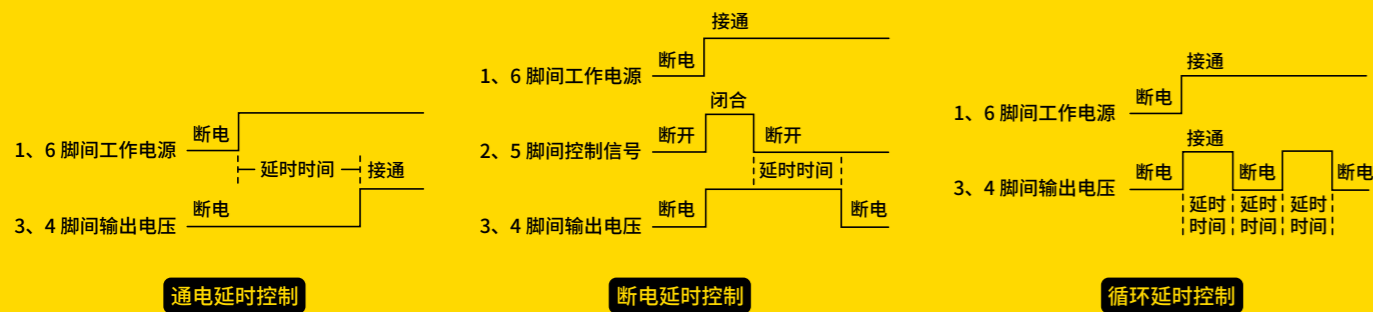 断电
1、6 脚间工作电源
延时时间
接通
断电
3、4 脚间输出电压
通电延时控制
接通
断电
1、6 脚间工作电源
闭合
断开
断开
2、5 脚间控制信号
延时时间
断电
断电
3、4 脚间输出电压
断电延时控制
接通
断电
1、6 脚间工作电源
接通
断电
断电
断电
3、4 脚间输出电压
延时
延时
延时
时间
时间
时间
循环延时控制